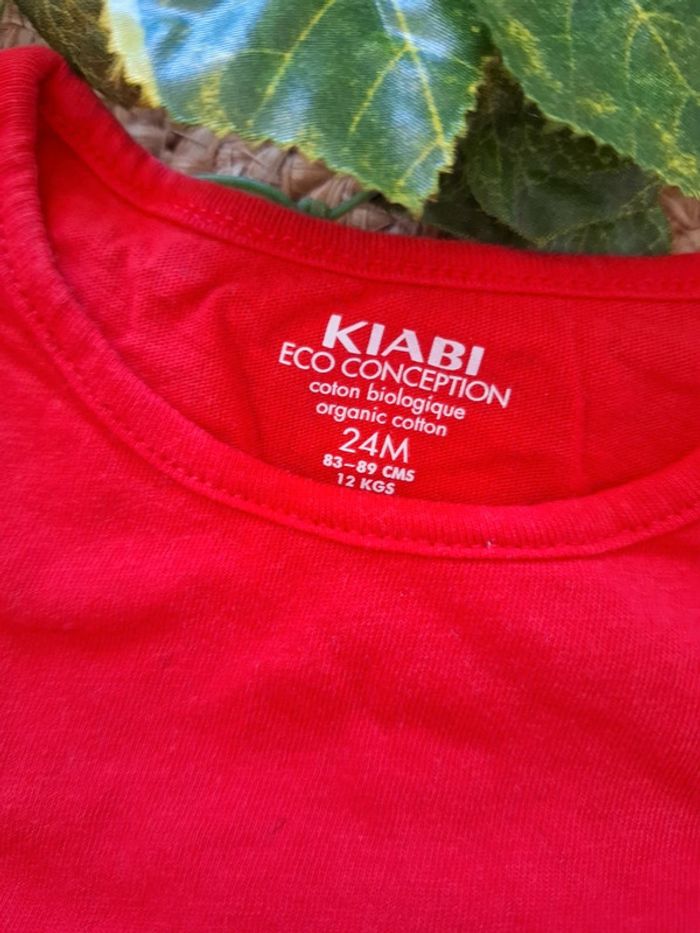 KIABI
ECO CONCEPTION
coton biologique
organic cotton
24M
83–89 CMS
12 KGS